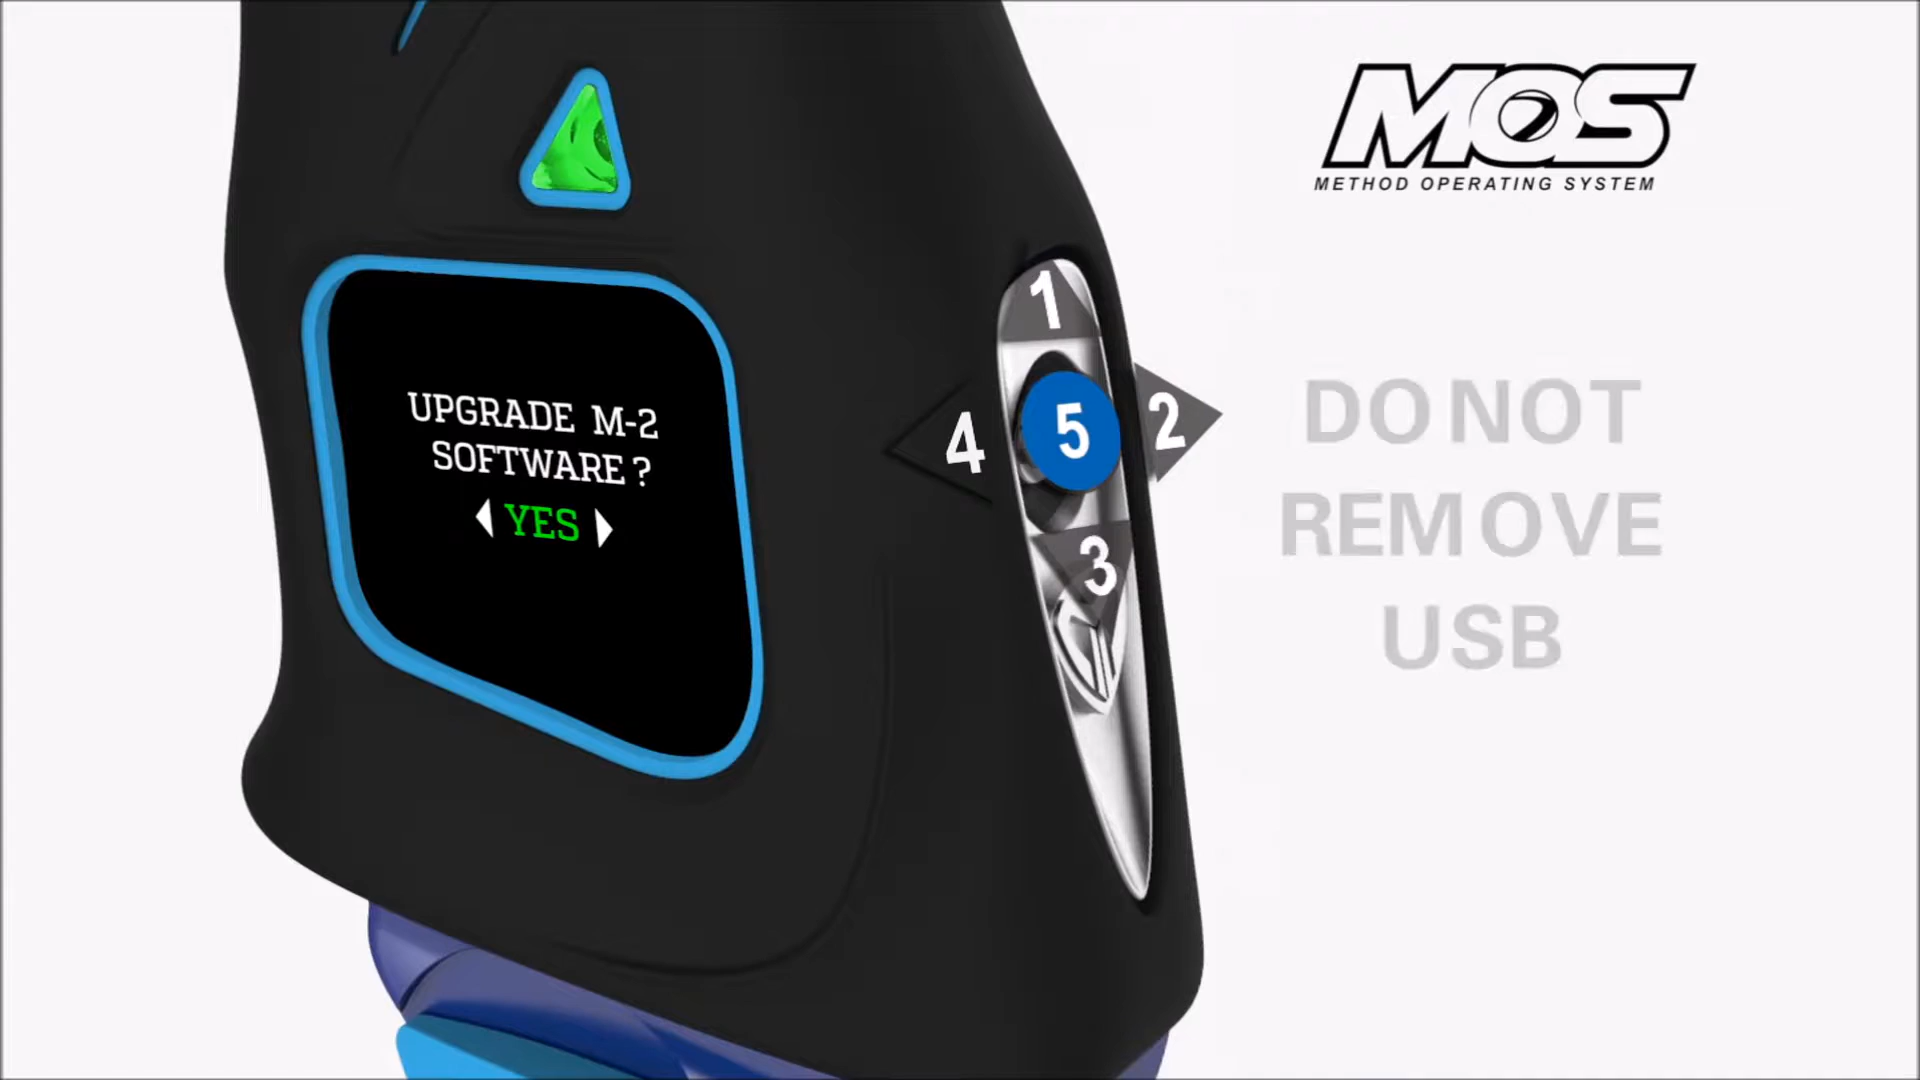 MOS
METHOD OPERATING SYSTEM
UPGRADE M-2
SOFTWARE?
YES
1
4
5
2
3
DO NOT
REMOVE
USB